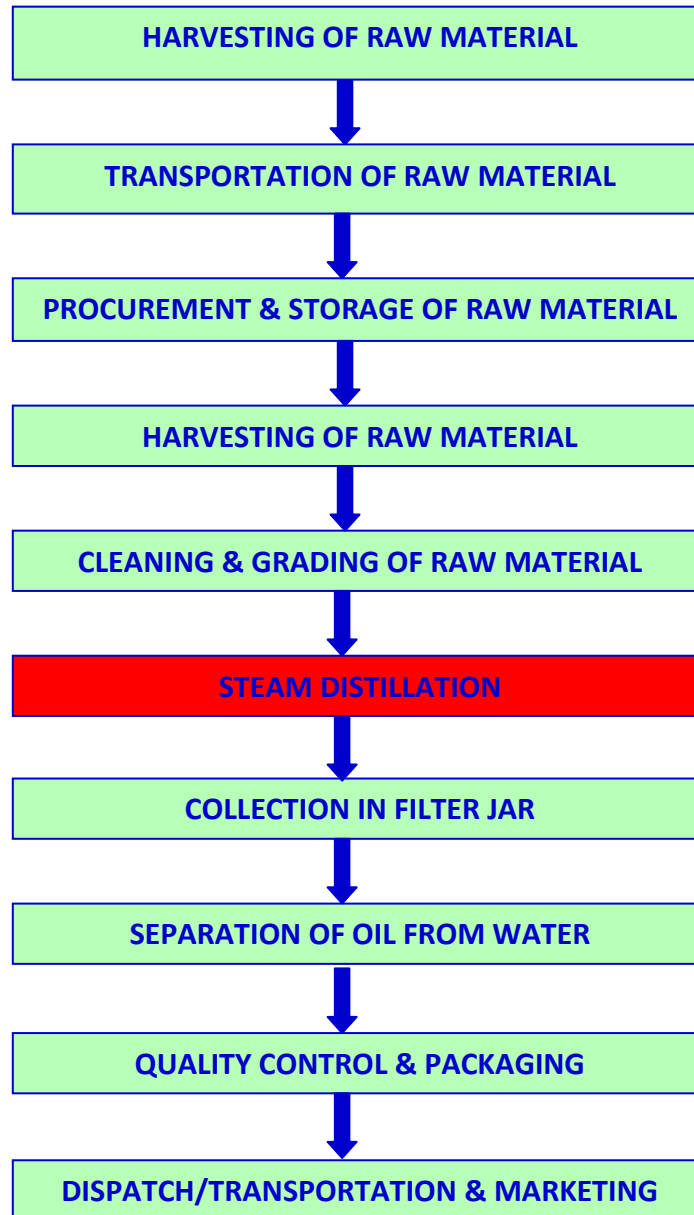 HARVESTING OF RAW MATERIAL
TRANSPORTATION OF RAW MATERIAL
PROCUREMENT & STORAGE OF RAW MATERIAL
HARVESTING OF RAW MATERIAL
CLEANING & GRADING OF RAW MATERIAL
STEAM DISTILLATION
COLLECTION IN FILTER JAR
SEPARATION OF OIL FROM WATER
QUALITY CONTROL & PACKAGING
DISPATCH/TRANSPORTATION & MARKETING